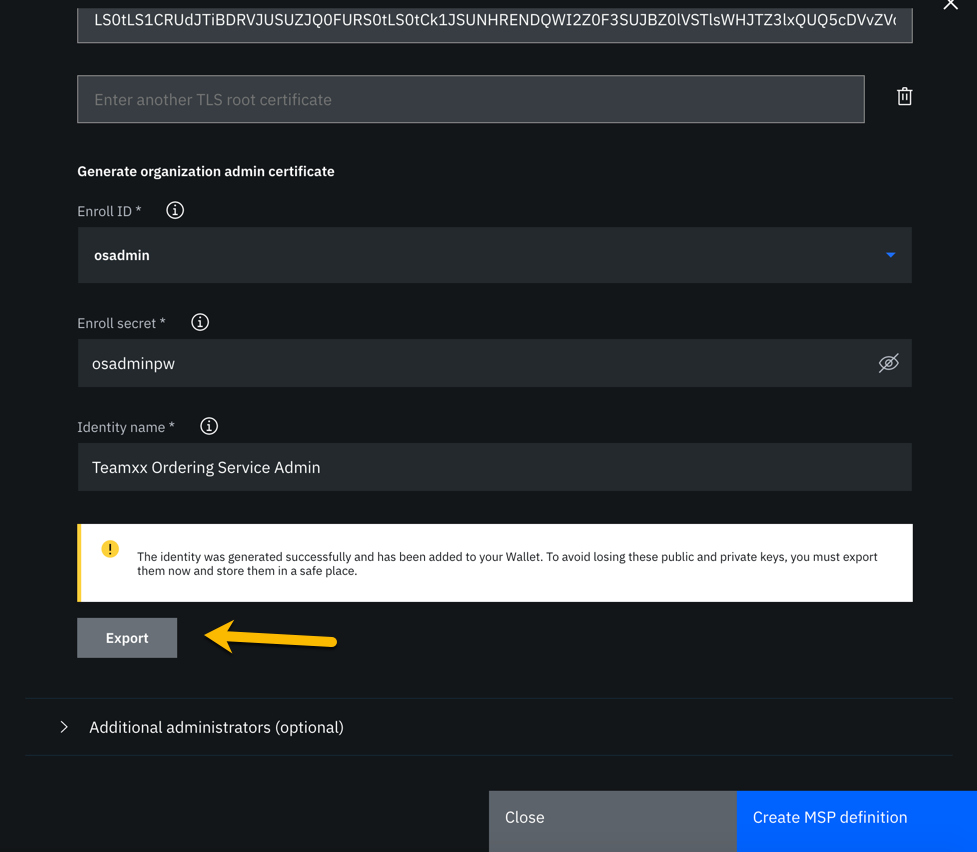 LS0tLS1CRUdJTiBDRVJUSUZJQ0FURS0tLS0tCk1JSUNHRENDQWI2Z0F3SUJBZ0lVSTlsWHJTZ3lxQUQ5cDVvZV
Enter another TLS root certificate
Generate organization admin certificate
Enroll ID *
osadmin
Enroll secret *
osadminpw
Identity name *
Teamxx Ordering Service Admin
The identity was generated successfully and has been added to your Wallet. To avoid losing these public and private keys, you must export
them now and store them in a safe place.
Export
Additional administrators (optional)
Close
Create MSP definition